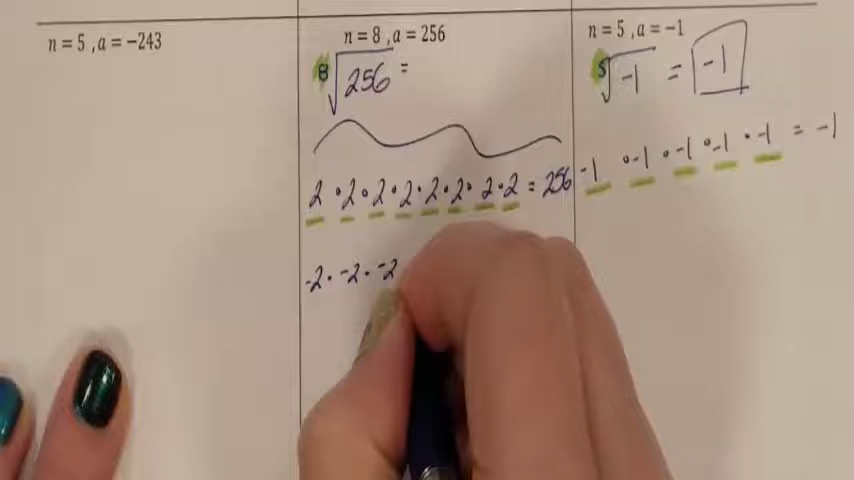 n = 5 , a = −243
n = 8 , a = 256
8√256 =
2 · 2 · 2 · 2 · 2 · 2 · 2 · 2 = 256
-2 · -2 · -2
n = 5 , a = −1
5√-1 = -1
-1 · -1 · -1 · -1 · -1 = -1